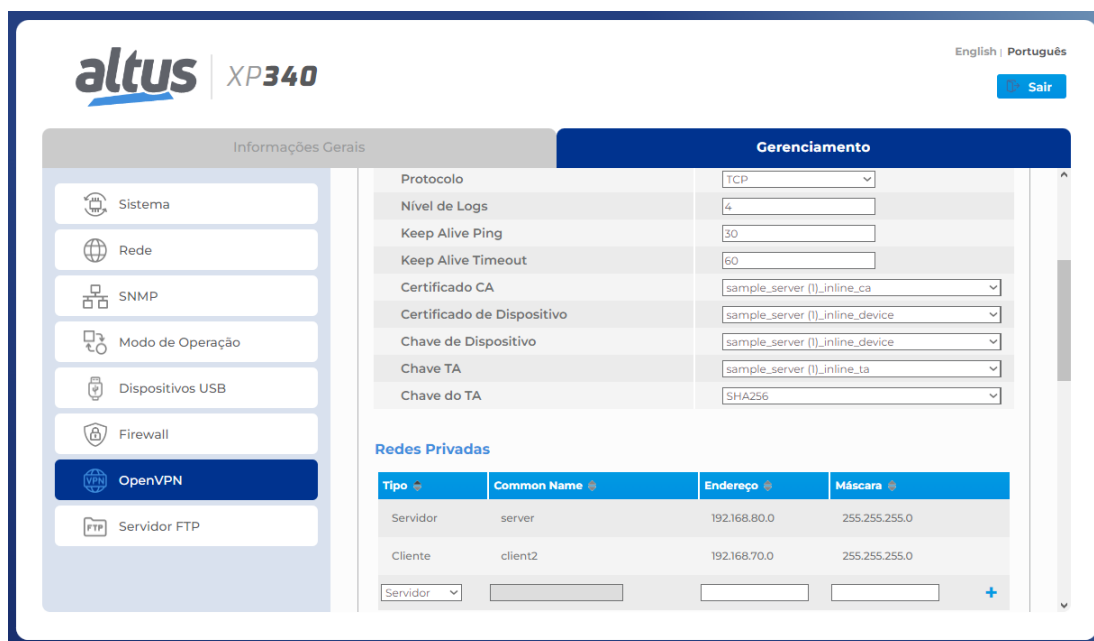 altus XP340
English | Português
Sair
Informações Gerais
Gerenciamento
Sistema
Rede
SNMP
Modo de Operação
Dispositivos USB
Firewall
VPN OpenVPN
FTP Servidor FTP
Protocolo TCP
Nível de Logs 4
Keep Alive Ping 30
Keep Alive Timeout 60
Certificado CA sample_server (1)_inline_ca
Certificado de Dispositivo sample_server (1)_inline_device
Chave de Dispositivo sample_server (1)_inline_device
Chave TA sample_server (1)_inline_ta
Chave do TA SHA256
Redes Privadas
Tipo Common Name Endereço Máscara
Servidor server 192.168.80.0 255.255.255.0
Cliente client2 192.168.70.0 255.255.255.0
Servidor +